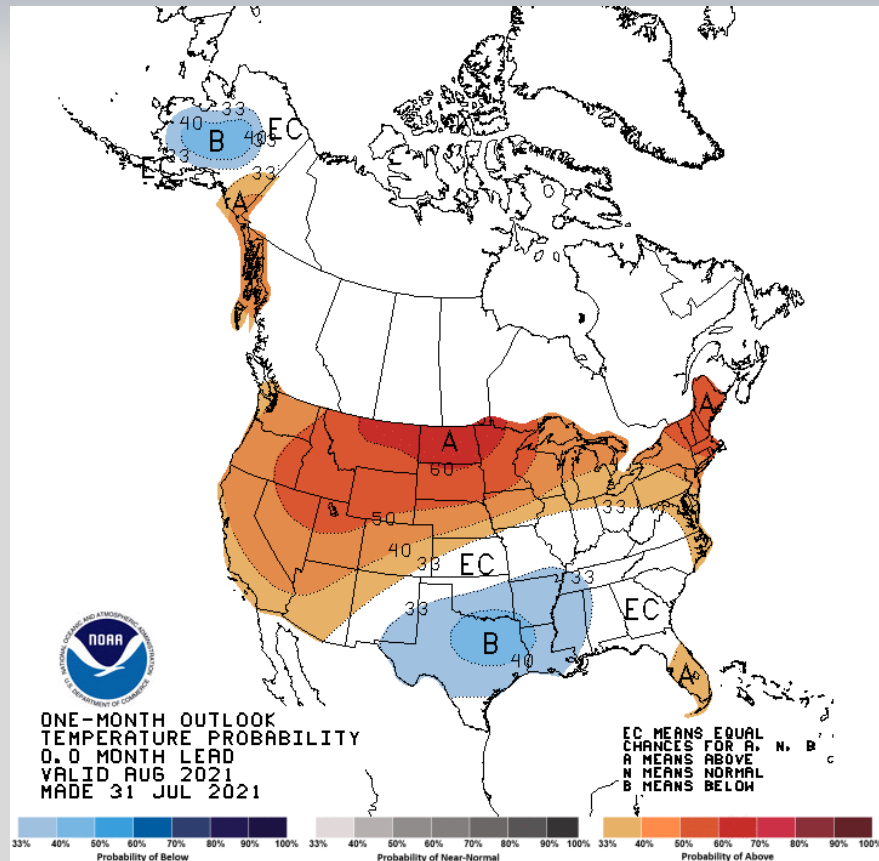 33
40
40
33
EC
B
33
EC
33
A
A
A
60
33
50
40
33
EC
33
33
EC
B
40
A
NATIONAL OCEANIC AND ATMOSPHERIC ADMINISTRATION
NOAA
U.S. DEPARTMENT OF COMMERCE
ONE-MONTH OUTLOOK
TEMPERATURE PROBABILITY
0.0 MONTH LEAD
VALID AUG 2021
MADE 31 JUL 2021
EC MEANS EQUAL
CHANCES FOR A, N, B
A MEANS ABOVE
N MEANS NORMAL
B MEANS BELOW
33% 40% 50% 60% 70% 80% 90% 100%
Probability of Below
33% 40% 50% 60% 70% 80% 90% 100%
Probability of Near-Normal
33% 40% 50% 60% 70% 80% 90% 100%
Probability of Above